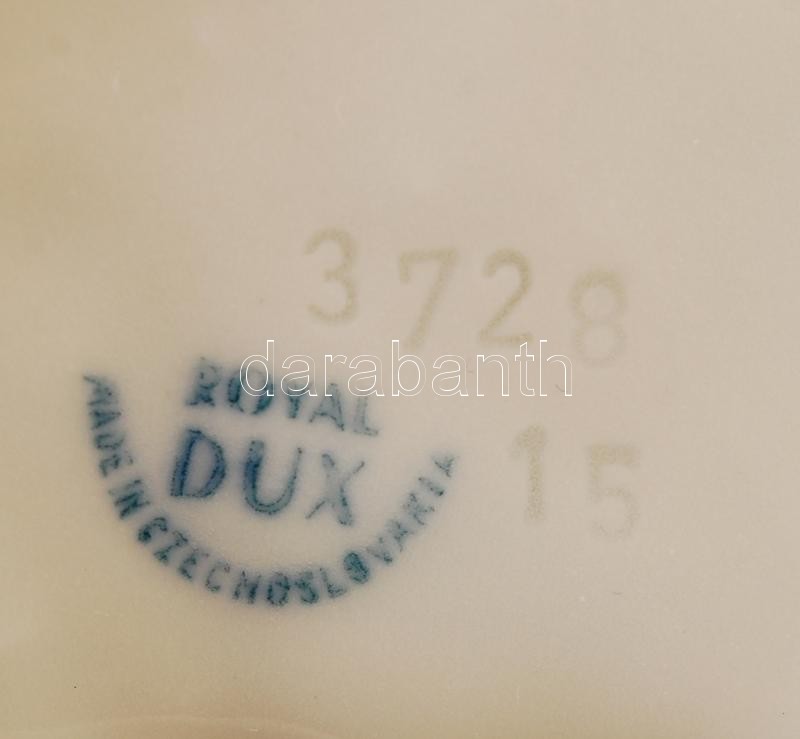 3728
darabanth
ROYAL
DUX
15
MADE IN CZECHOSLOVAKIA